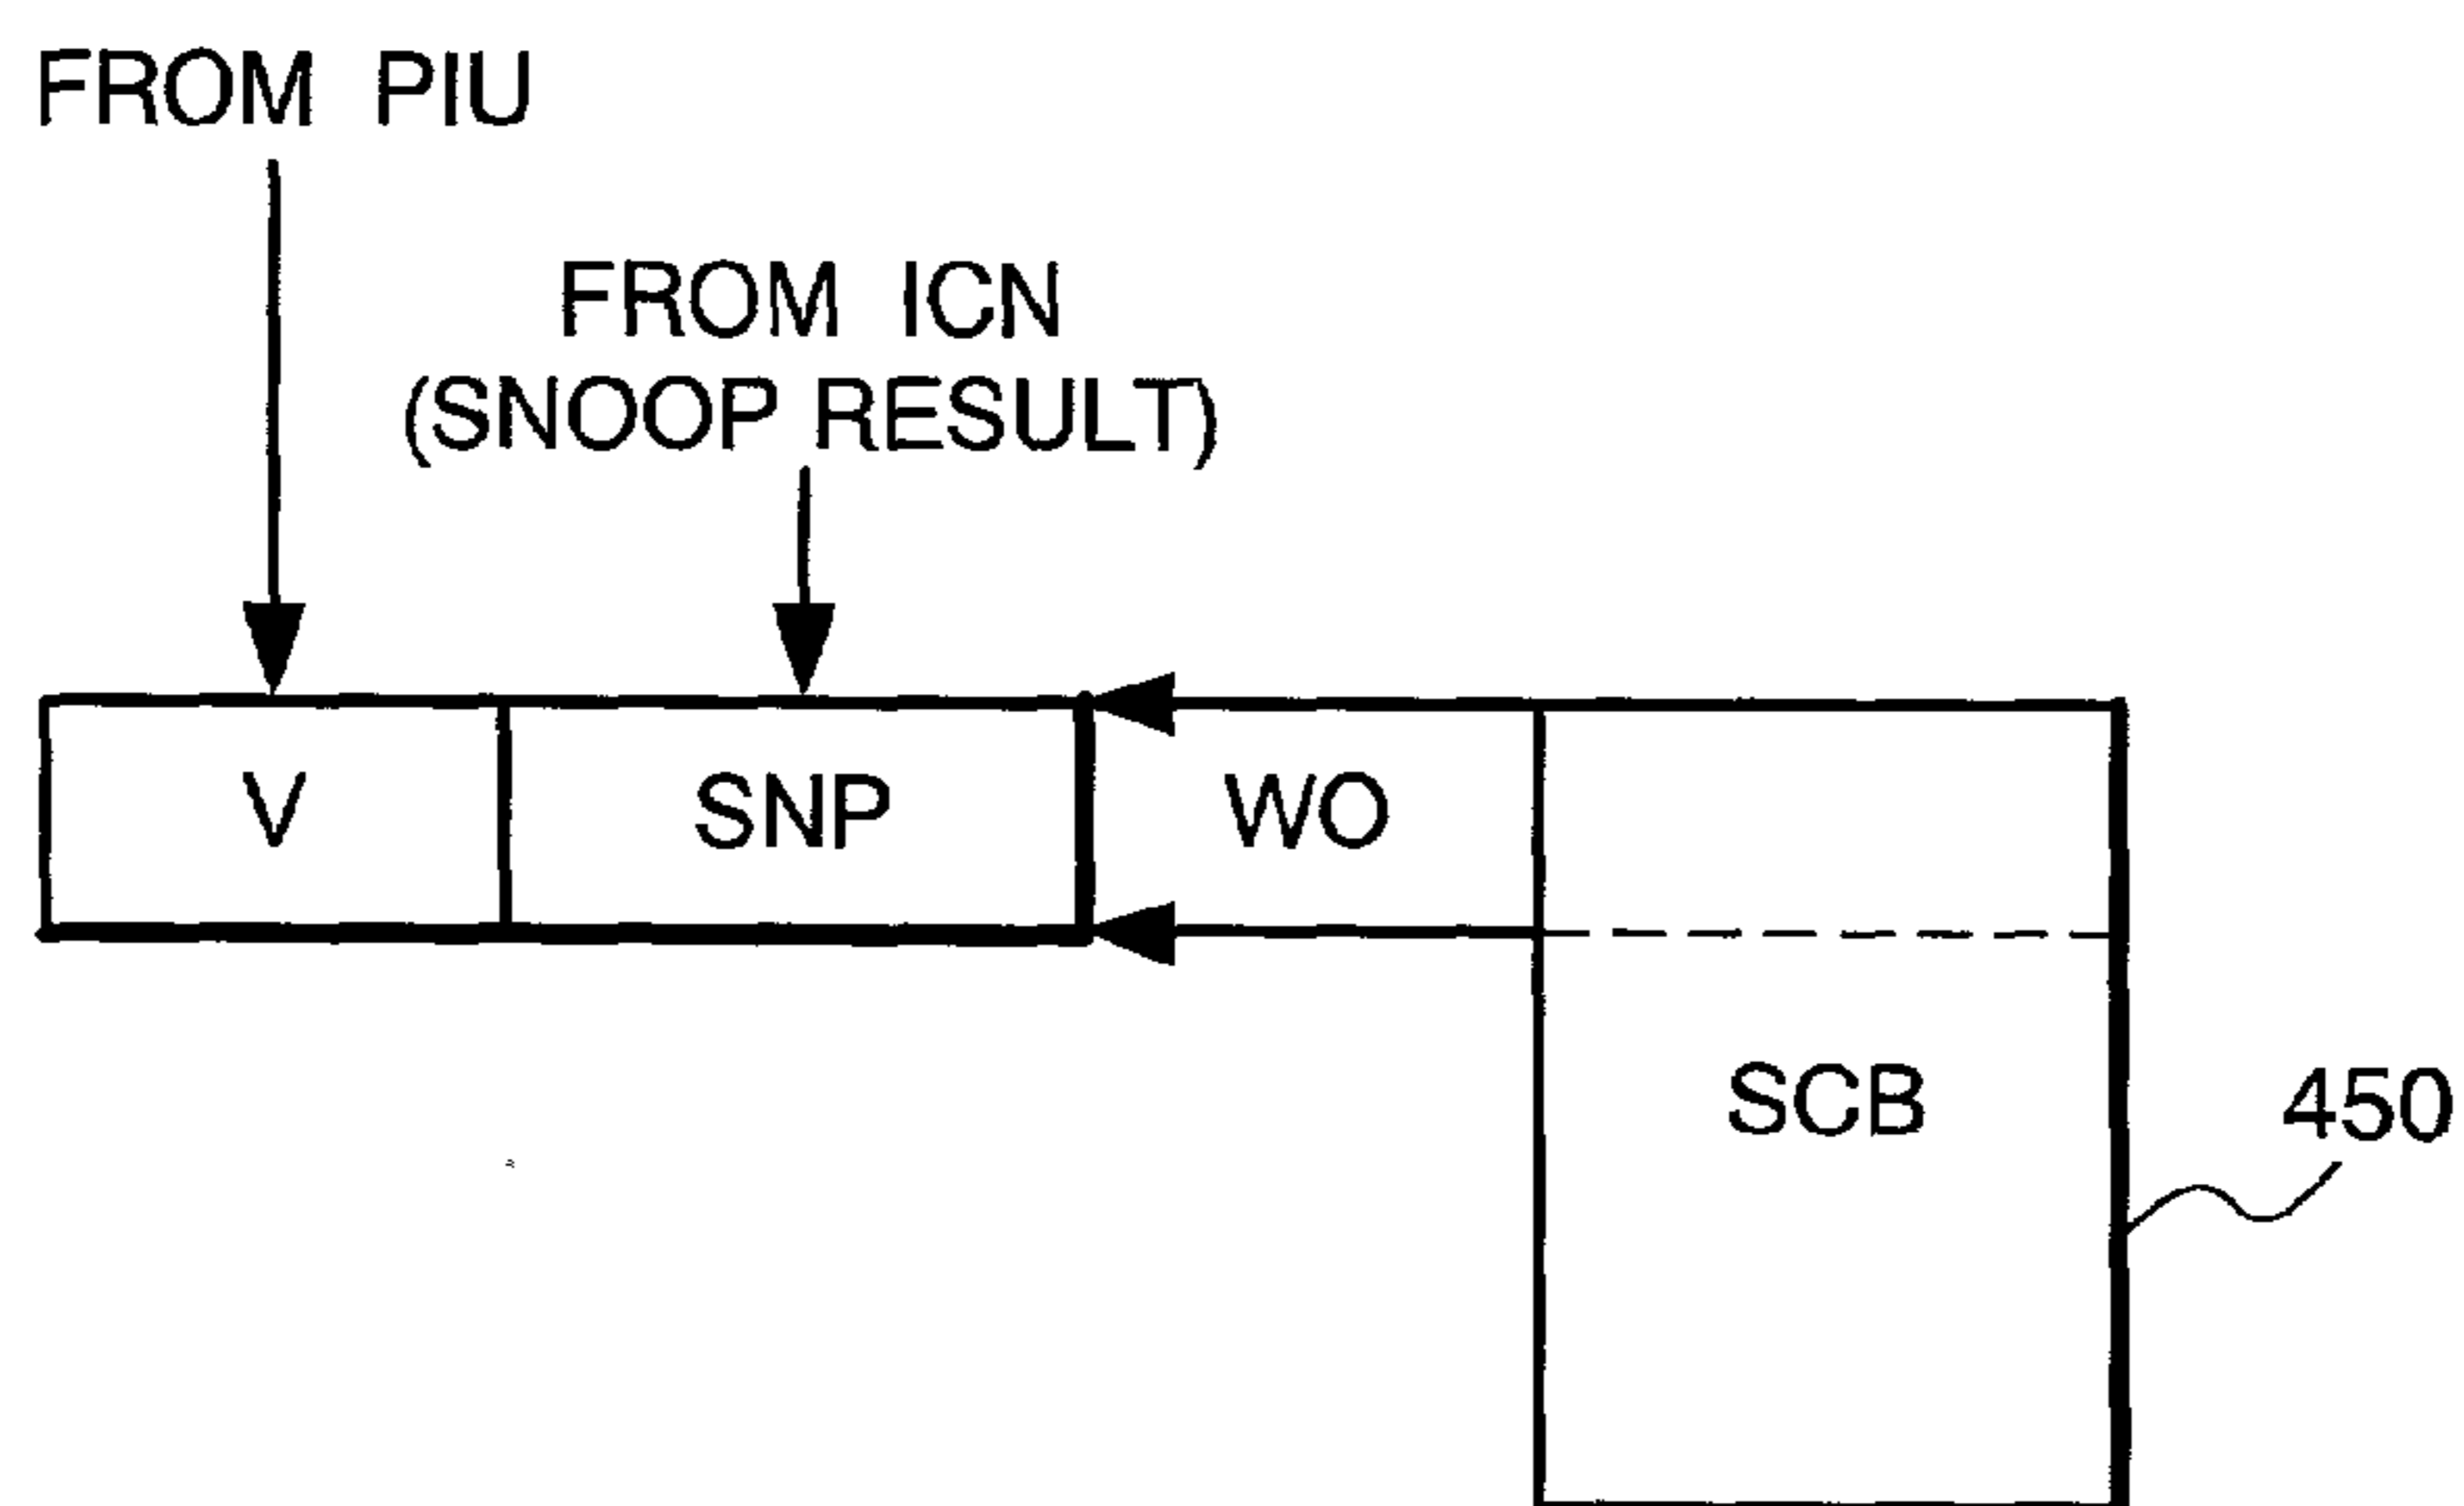 FROM PIU
FROM ICN
(SNOOP RESULT)
V SNP WO
SCB
450